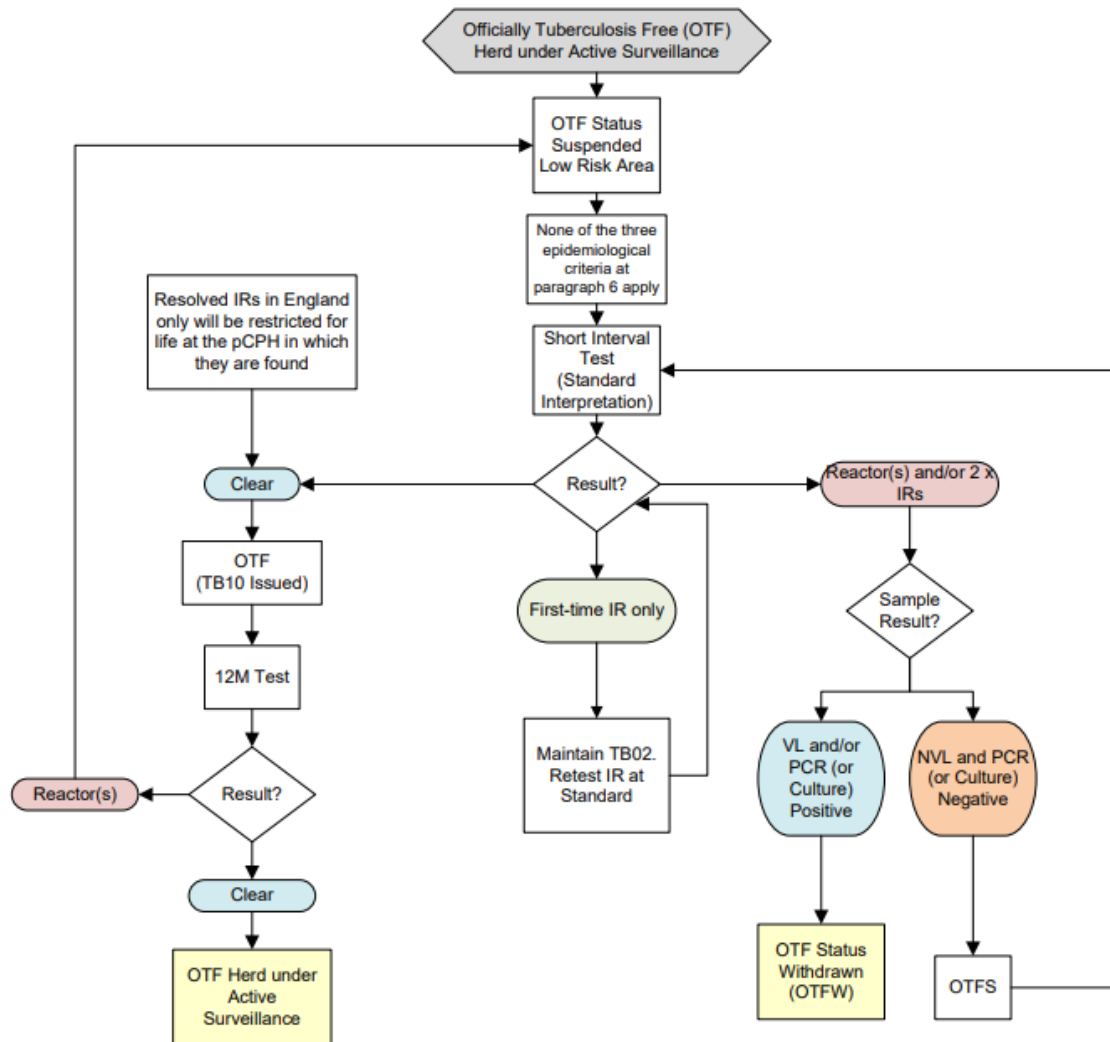 Officially Tuberculosis Free (OTF)
Herd under Active Surveillance
OTF Status
Suspended
Low Risk Area
None of the three
epidemiological
criteria at
paragraph 6 apply
Resolved IRs in England
only will be restricted for
life at the pCPH in which
they are found
Short Interval
Test
(Standard
Interpretation)
Clear
Result?
Reactor(s) and/or 2 x
IRs
OTF
(TB10 Issued)
First-time IR only
Sample
Result?
12M Test
Maintain TB02.
Retest IR at
Standard
VL and/or
PCR (or
Culture)
Positive
NVL and PCR
(or Culture)
Negative
Reactor(s)
Result?
Clear
OTF Herd under
Active
Surveillance
OTF Status
Withdrawn
(OTFW)
OTFS